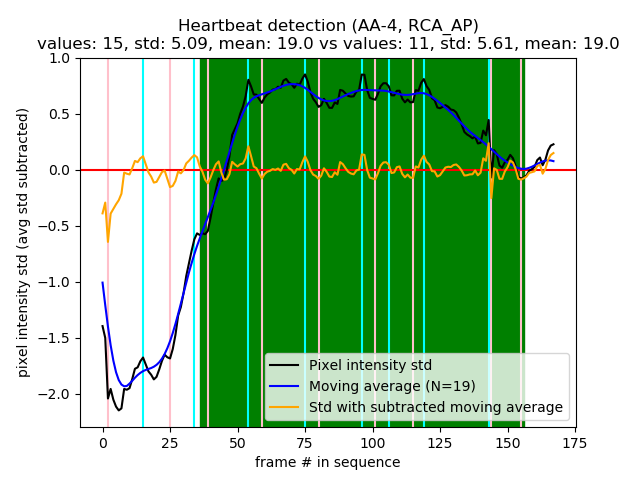 Heartbeat detection (AA-4, RCA_AP)
values: 15, std: 5.09, mean: 19.0 vs values: 11, std: 5.61, mean: 19.0
1.0
0.5
0.0
−0.5
−1.0
−1.5
−2.0
pixel intensity std (avg std subtracted)
Pixel intensity std
Moving average (N=19)
Std with subtracted moving average
0 25 50 75 100 125 150 175
frame # in sequence